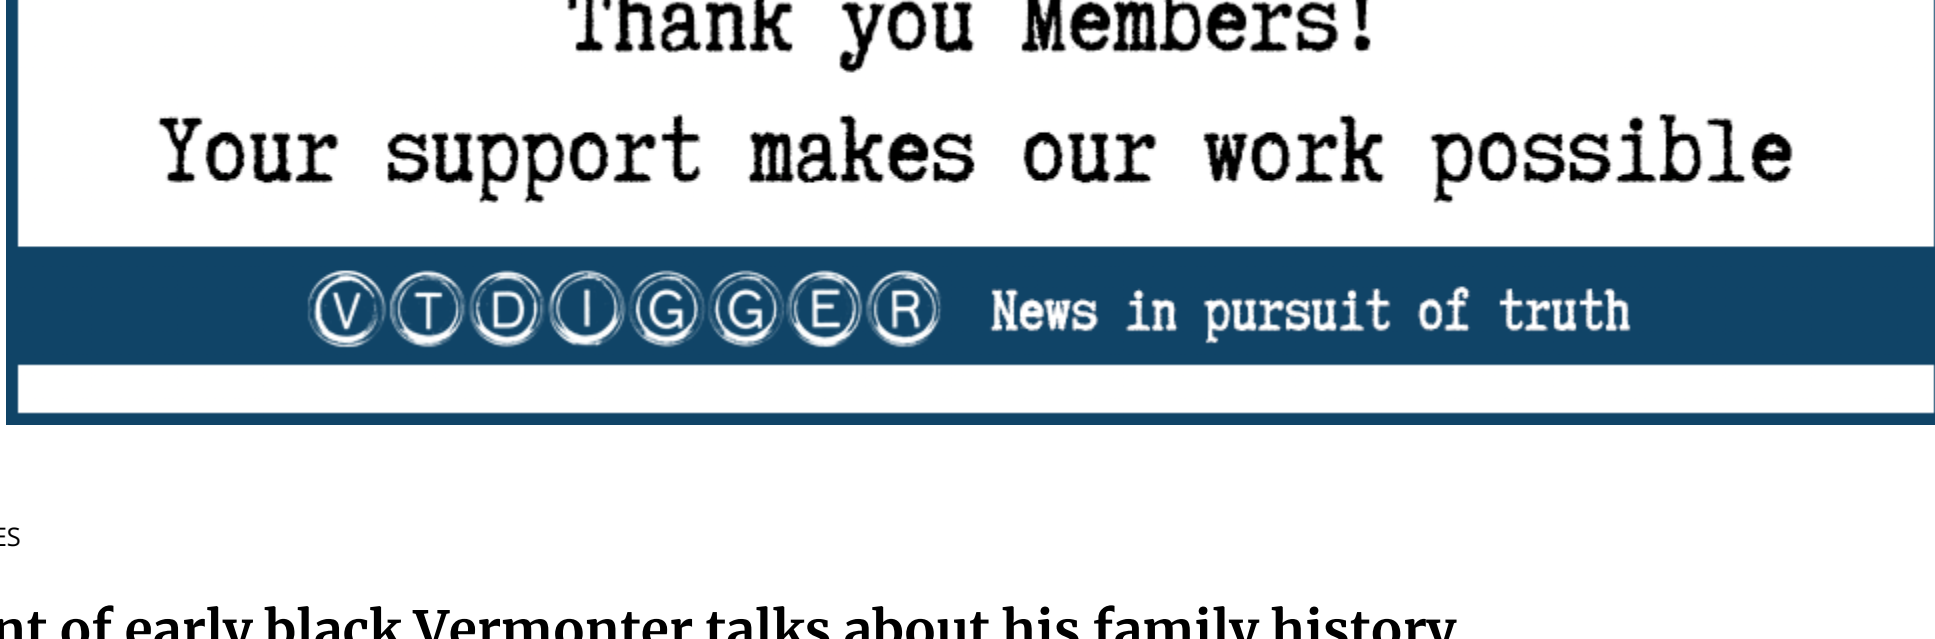 Thank you Members!
Your support makes our work possible
VTDIGGER News in pursuit of truth
ES
nt of early black Vermonter talks about his family history